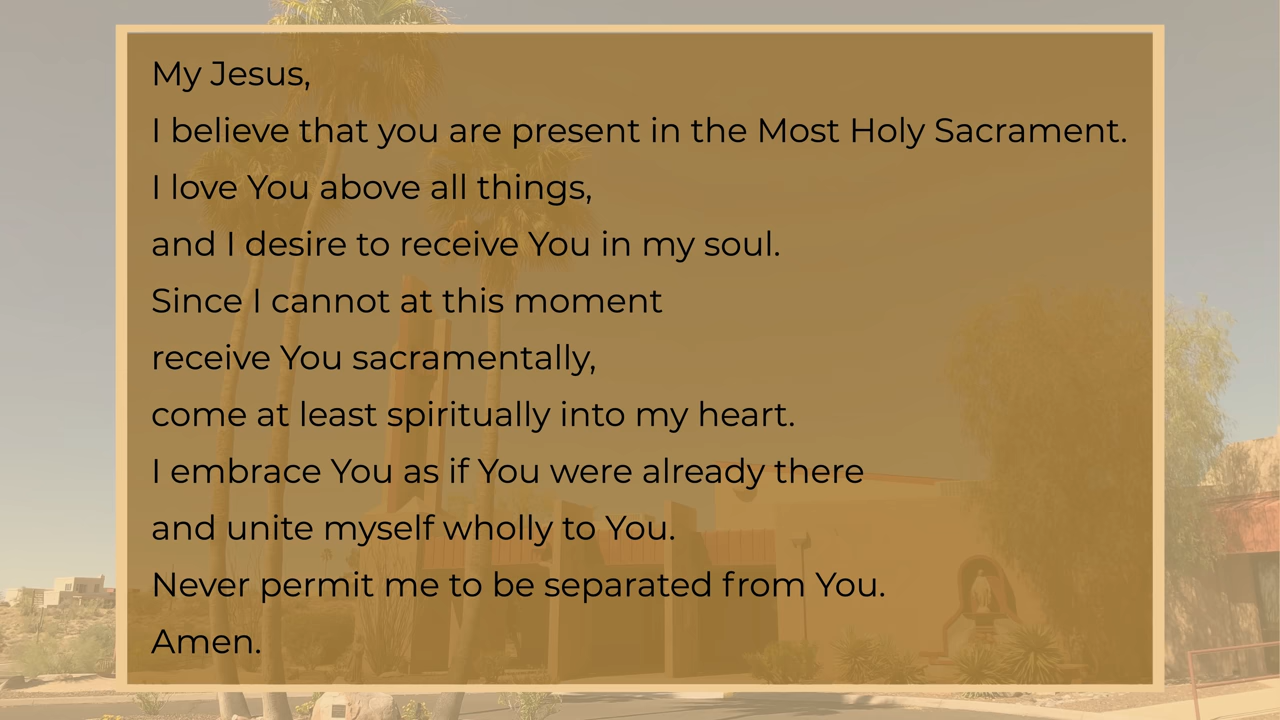 My Jesus,
I believe that you are present in the Most Holy Sacrament.
I love You above all things,
and I desire to receive You in my soul.
Since I cannot at this moment
receive You sacramentally,
come at least spiritually into my heart.
I embrace You as if You were already there
and unite myself wholly to You.
Never permit me to be separated from You.
Amen.